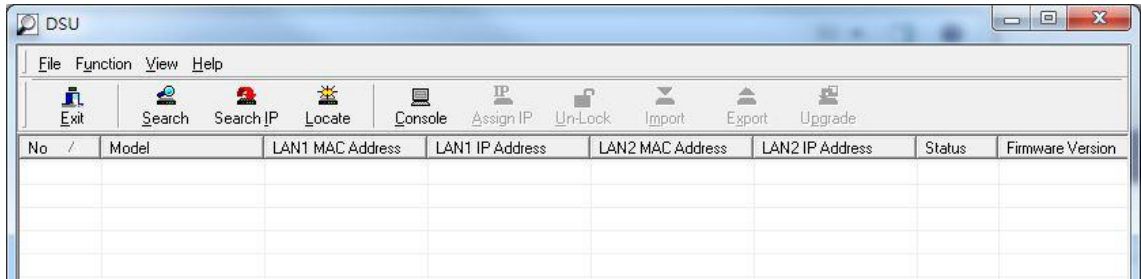 DSU
File Function View Help
Exit Search Search IP Locate Console Assign IP Un-Lock Import Export Upgrade
No / Model LAN1 MAC Address LAN1 IP Address LAN2 MAC Address LAN2 IP Address Status Firmware Version